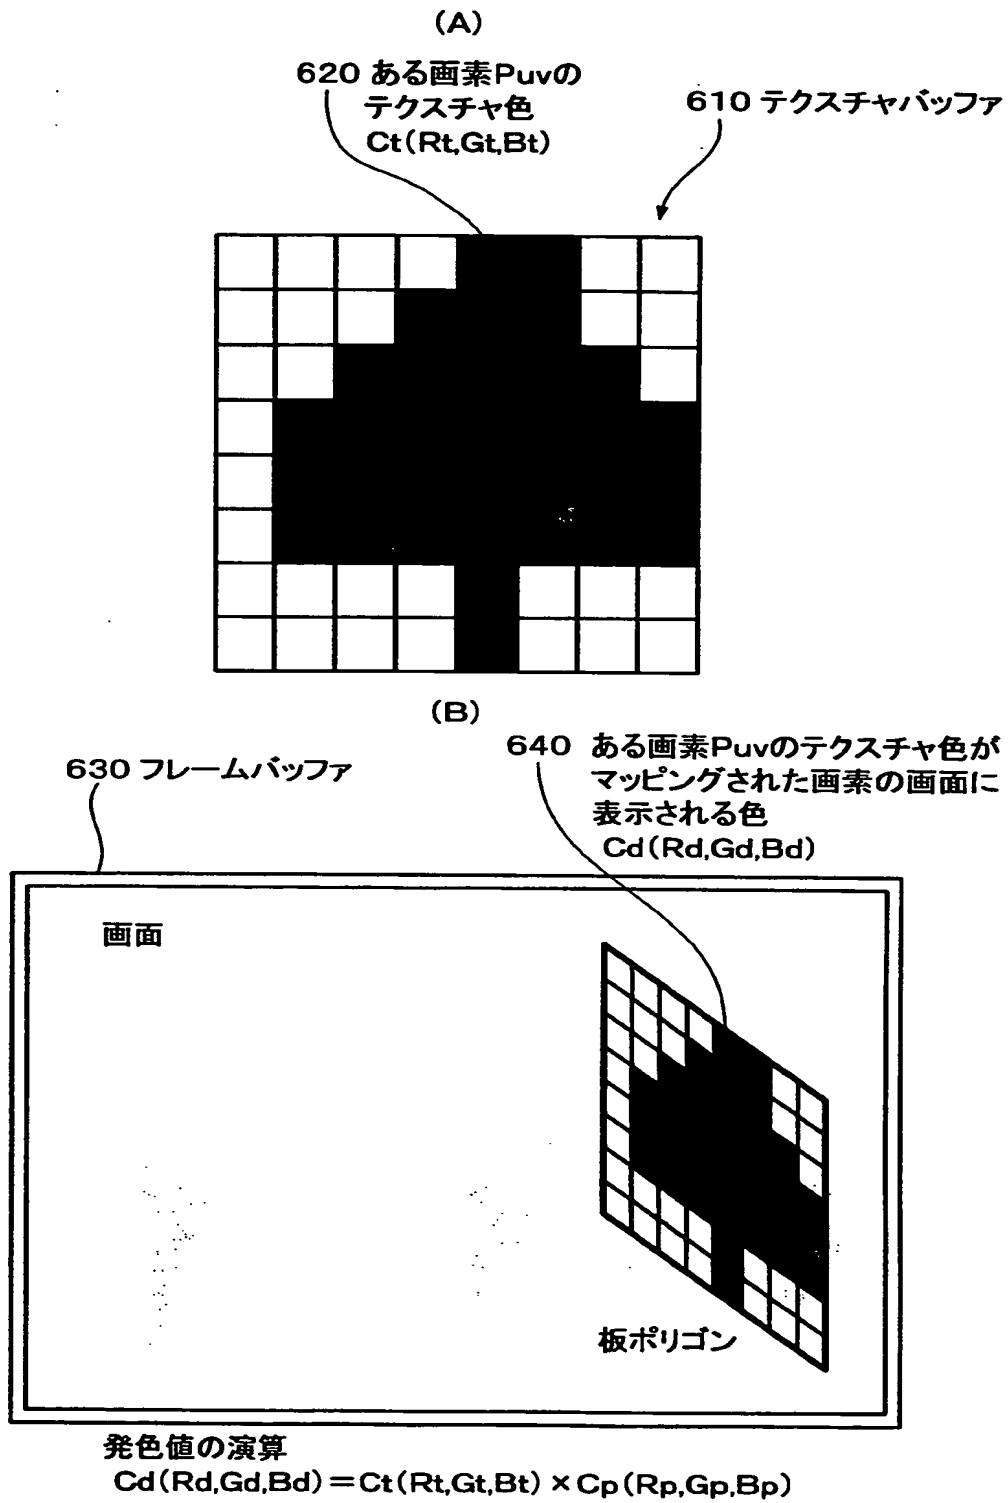 (A)
620 ある画素Puvの
テクスチャ色
Ct(Rt,Gt,Bt)
610 テクスチャバッファ
(B)
630 フレームバッファ
640 ある画素Puvのテクスチャ色が
マッピングされた画素の画面に
表示される色
Cd(Rd,Gd,Bd)
画面
板ポリゴン
発色値の演算
Cd(Rd,Gd,Bd)=Ct(Rt,Gt,Bt)×Cp(Rp,Gp,Bp)